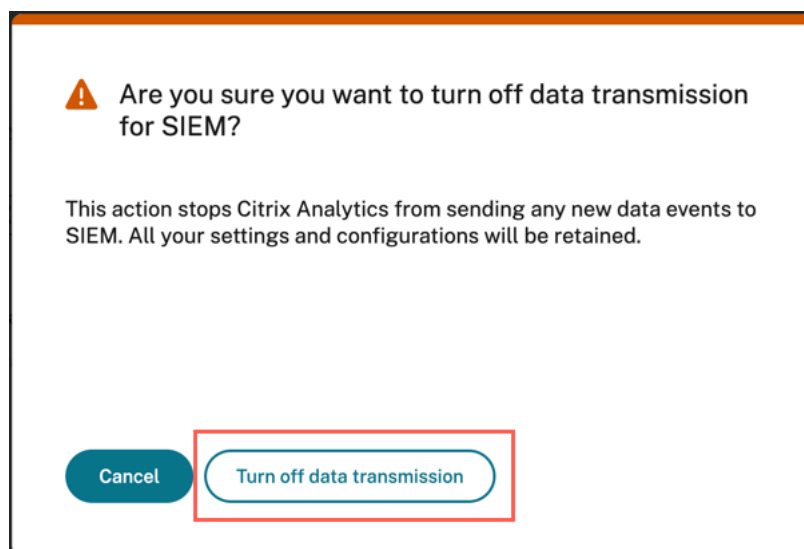 Are you sure you want to turn off data transmission
for SIEM?
This action stops Citrix Analytics from sending any new data events to
SIEM. All your settings and configurations will be retained.
Cancel
Turn off data transmission